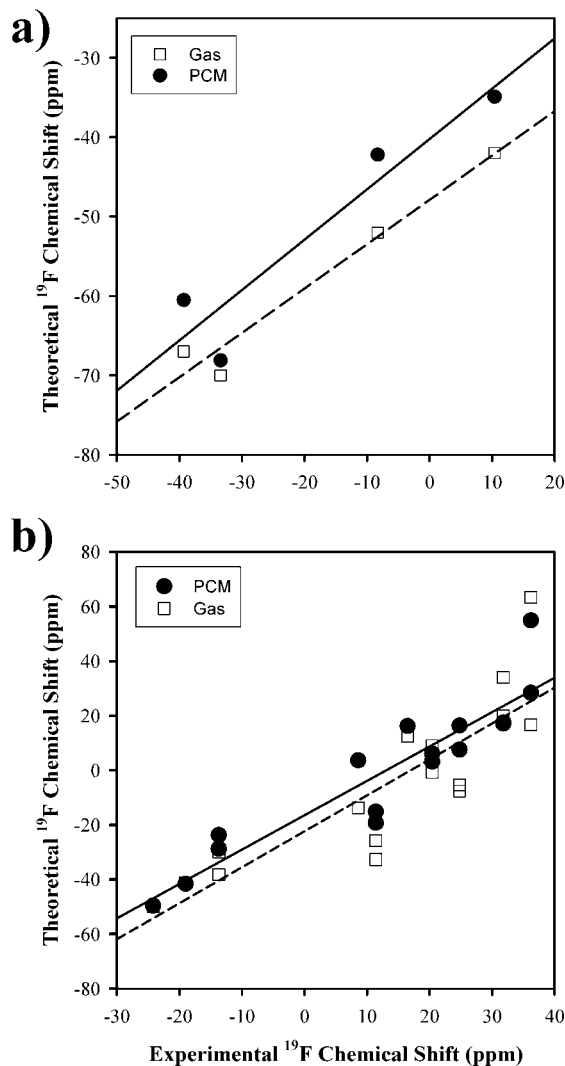 a)
Theoretical ¹⁹F Chemical Shift (ppm)
-30
-40
-50
-60
-70
-80
Gas
PCM
-50 -40 -30 -20 -10 0 10 20
b)
Theoretical ¹⁹F Chemical Shift (ppm)
80
60
40
20
0
-20
-40
-60
-80
PCM
Gas
-30 -20 -10 0 10 20 30 40
Experimental ¹⁹F Chemical Shift (ppm)